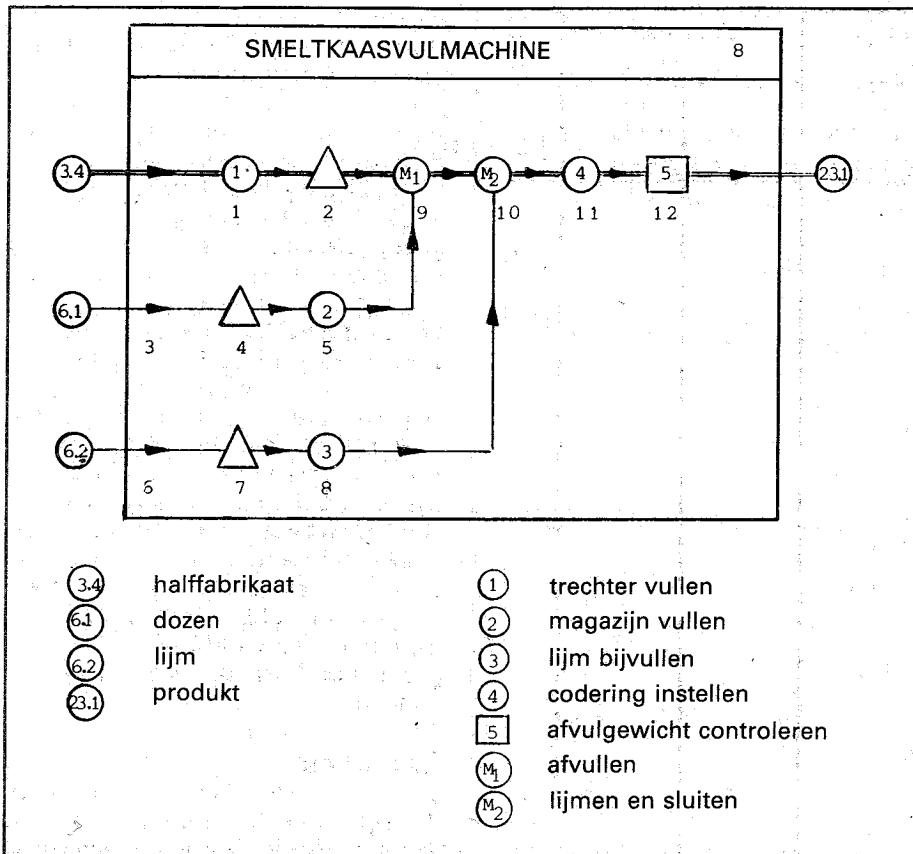 SMELTKAASVULMACHINE 8
3.4 1 M1 M2 4 5 23.1
1 2 9 10 11 12
6.1 2
3 4 5
6.2 3
6 7 8
3.4 halffabrikaat
6.1 dozen
6.2 lijm
23.1 produkt
1 trechter vullen
2 magazijn vullen
3 lijm bijvullen
4 codering instellen
5 afvulgewicht controleren
M1 afvullen
M2 lijmen en sluiten